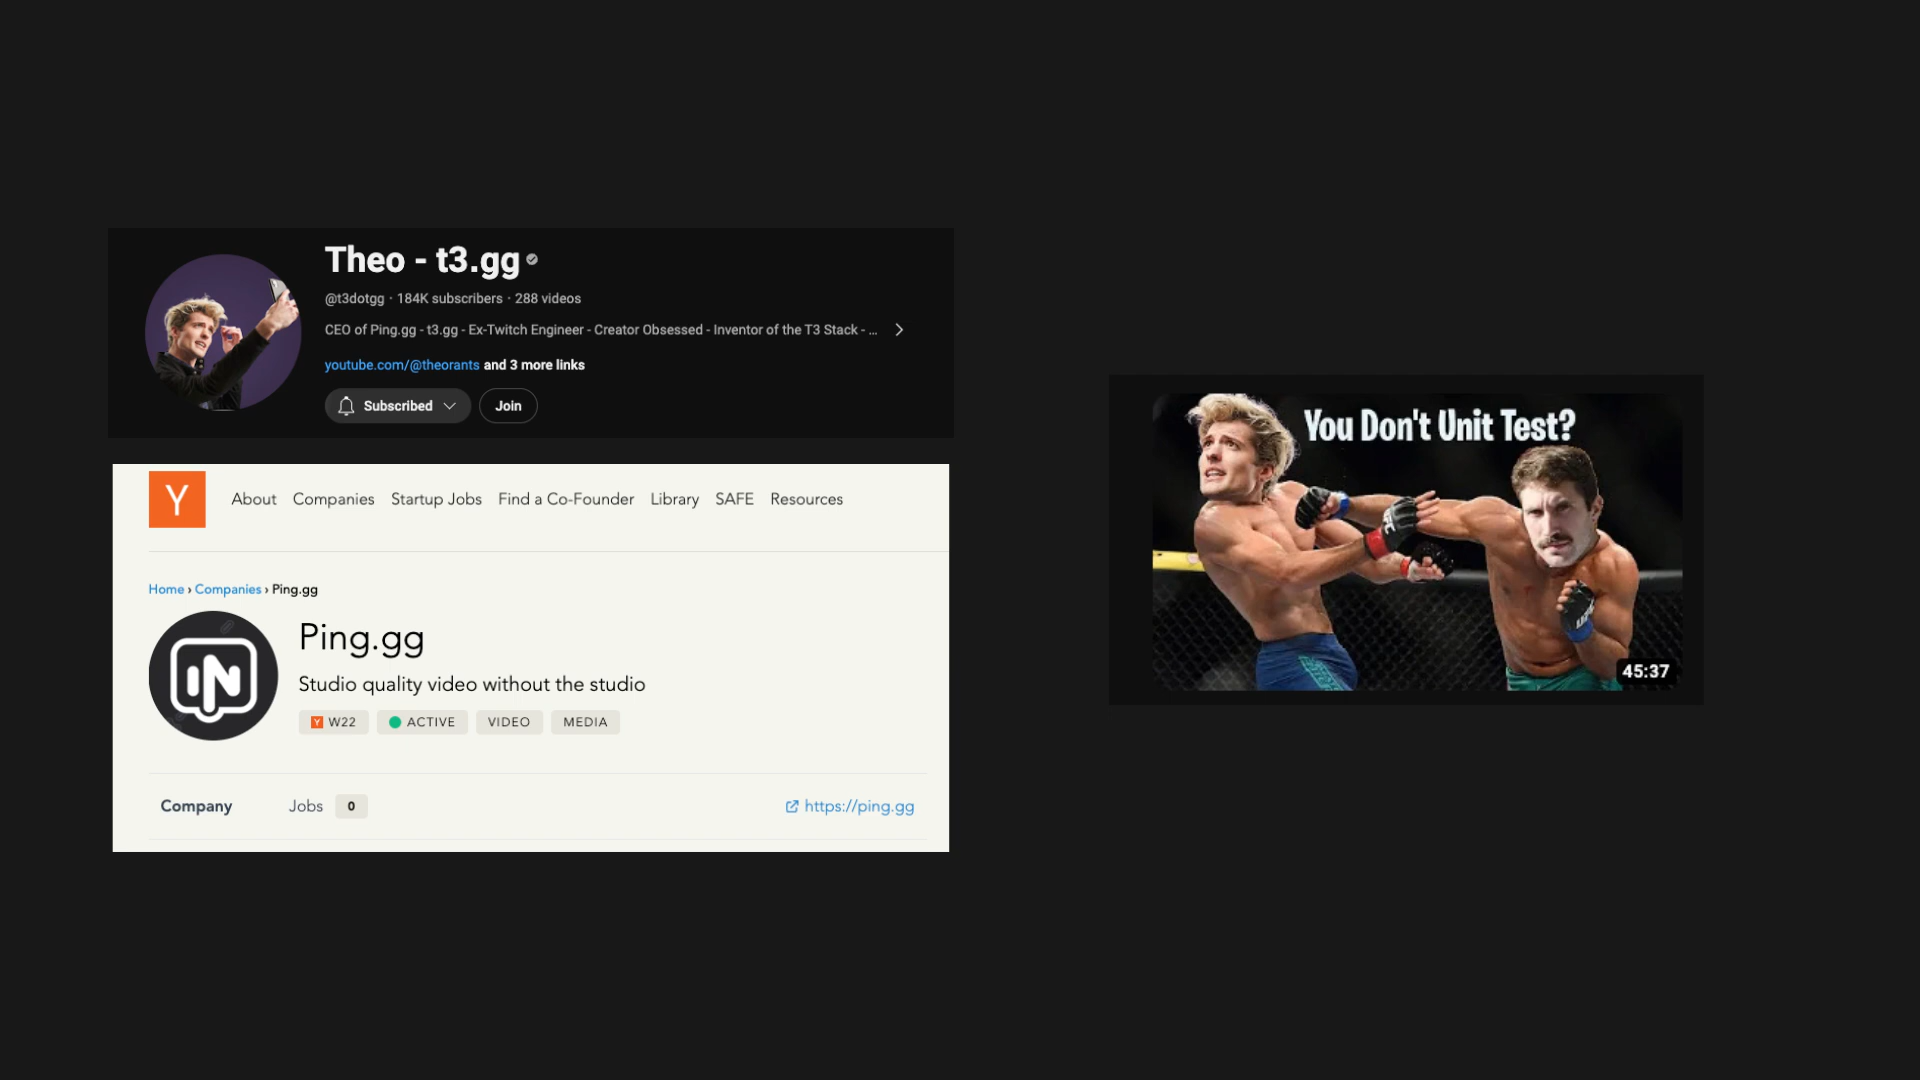 Theo - t3.gg
@t3dotgg · 184K subscribers · 288 videos
CEO of Ping.gg - t3.gg - Ex-Twitch Engineer - Creator Obsessed - Inventor of the T3 Stack - ...
youtube.com/@theorants and 3 more links
Subscribed
Join
Y
About Companies Startup Jobs Find a Co-Founder Library SAFE Resources
Home › Companies › Ping.gg
Ping.gg
Studio quality video without the studio
Y W22 ACTIVE VIDEO MEDIA
Company Jobs 0 https://ping.gg
You Don't Unit Test?
45:37